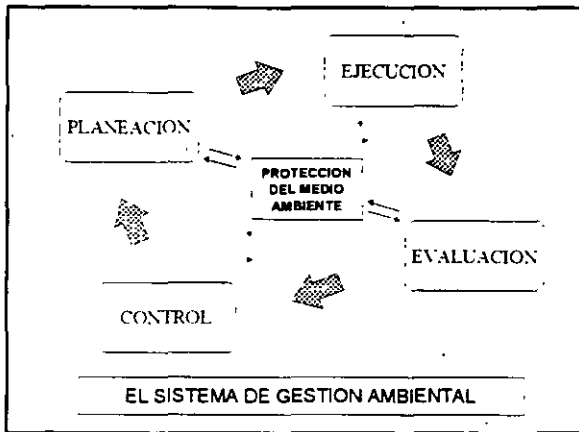 EJECUCION
PLANEACION
PROTECCION
DEL MEDIO
AMBIENTE
EVALUACION
CONTROL
EL SISTEMA DE GESTION AMBIENTAL